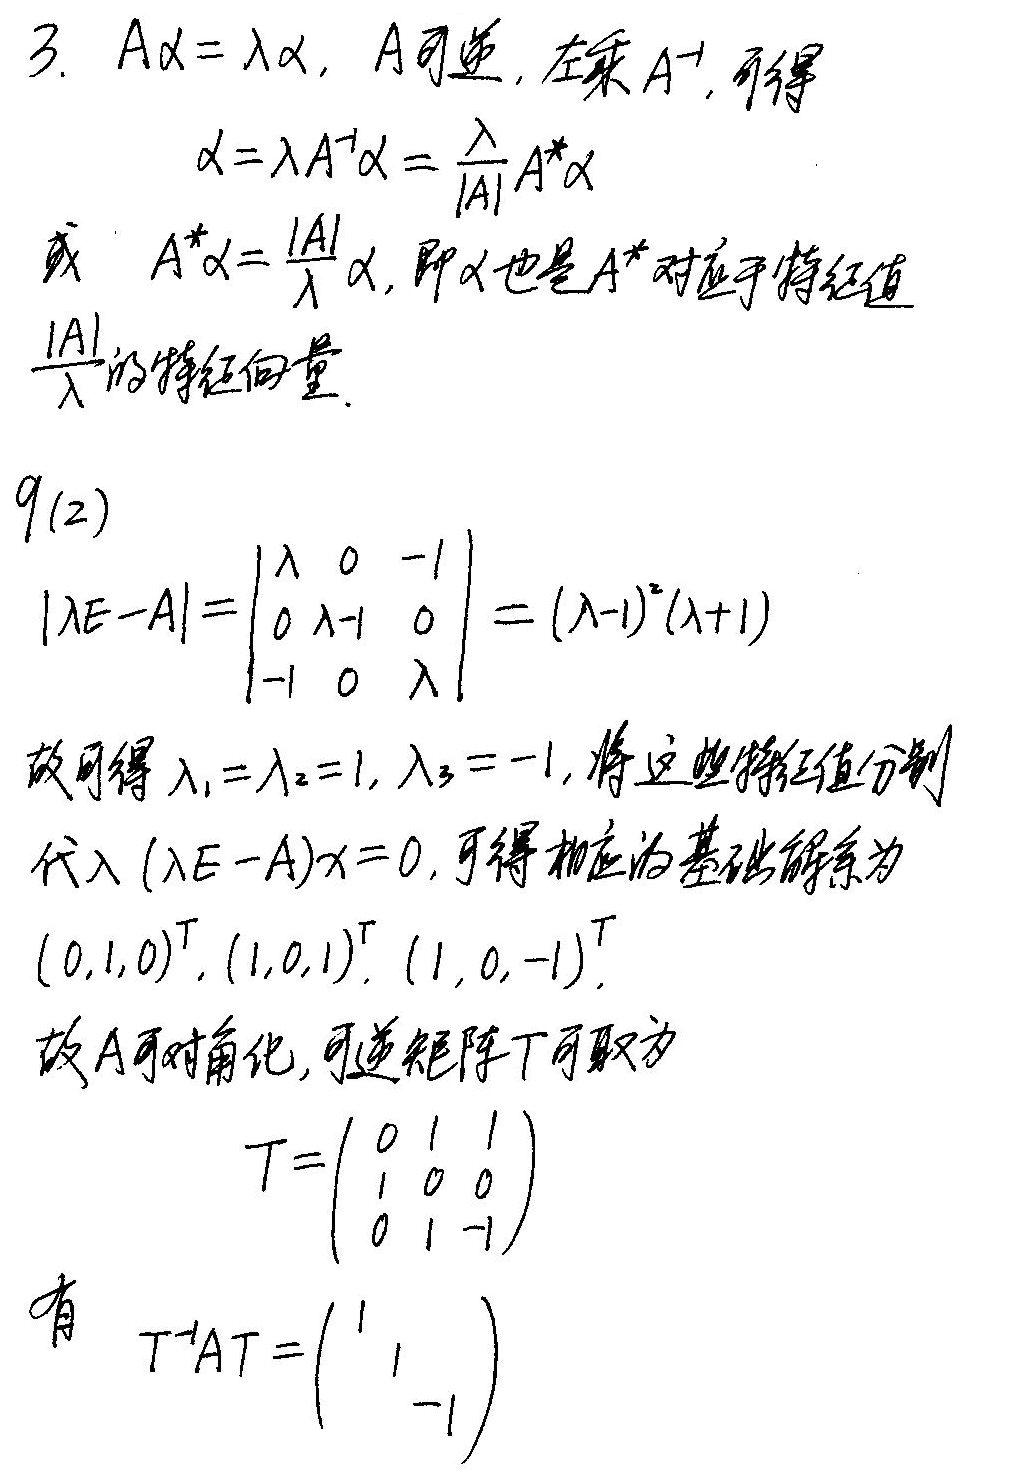 3. Aα = λα, A可逆, 左乘 A⁻¹, 可得
α = λA⁻¹α = λ/|A| A*α
或 A*α = |A|/λ α, 即α也是A*对应于特征值
|A|/λ 的特征向量.
9(2)
|λE-A| = | λ 0 -1 |
| 0 λ-1 0 | = (λ-1)²(λ+1)
| -1 0 λ |
故可得 λ₁=λ₂=1, λ₃=-1, 将这些特征值分别
代入 (λE-A)x=0, 可得相应的基础解系为
(0,1,0)ᵀ, (1,0,1)ᵀ, (1,0,-1)ᵀ.
故A可对角化, 可逆矩阵T可取为
T = ( 0 1 1
1 0 0
0 1 -1 )
有 T⁻¹AT = ( 1
1
-1 )